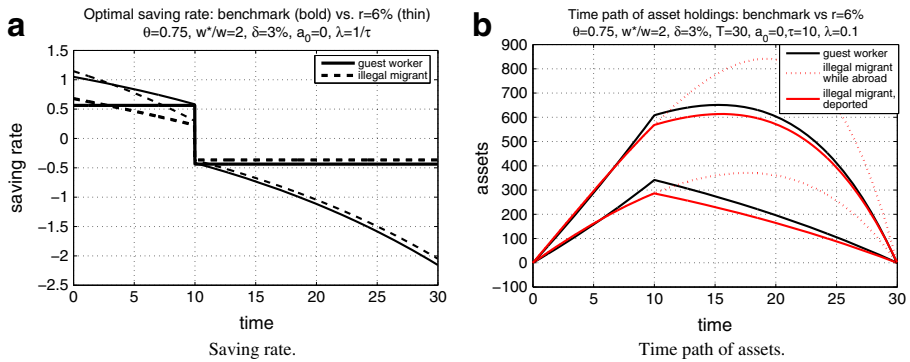 a
Optimal saving rate: benchmark (bold) vs. r=6% (thin)
θ=0.75, w*/w=2, δ=3%, a₀=0, λ=1/τ
1.5
1
0.5
0
−0.5
−1
−1.5
−2
−2.5
saving rate
guest worker
illegal migrant
0
5
10
15
20
25
30
time
Saving rate.
b
Time path of asset holdings: benchmark vs r=6%
θ=0.75, w*/w=2, δ=3%, T=30, a₀=0,τ=10, λ=0.1
900
800
700
600
500
400
300
200
100
0
−100
assets
guest worker
illegal migrant
while abroad
illegal migrant,
deported
0
5
10
15
20
25
30
time
Time path of assets.